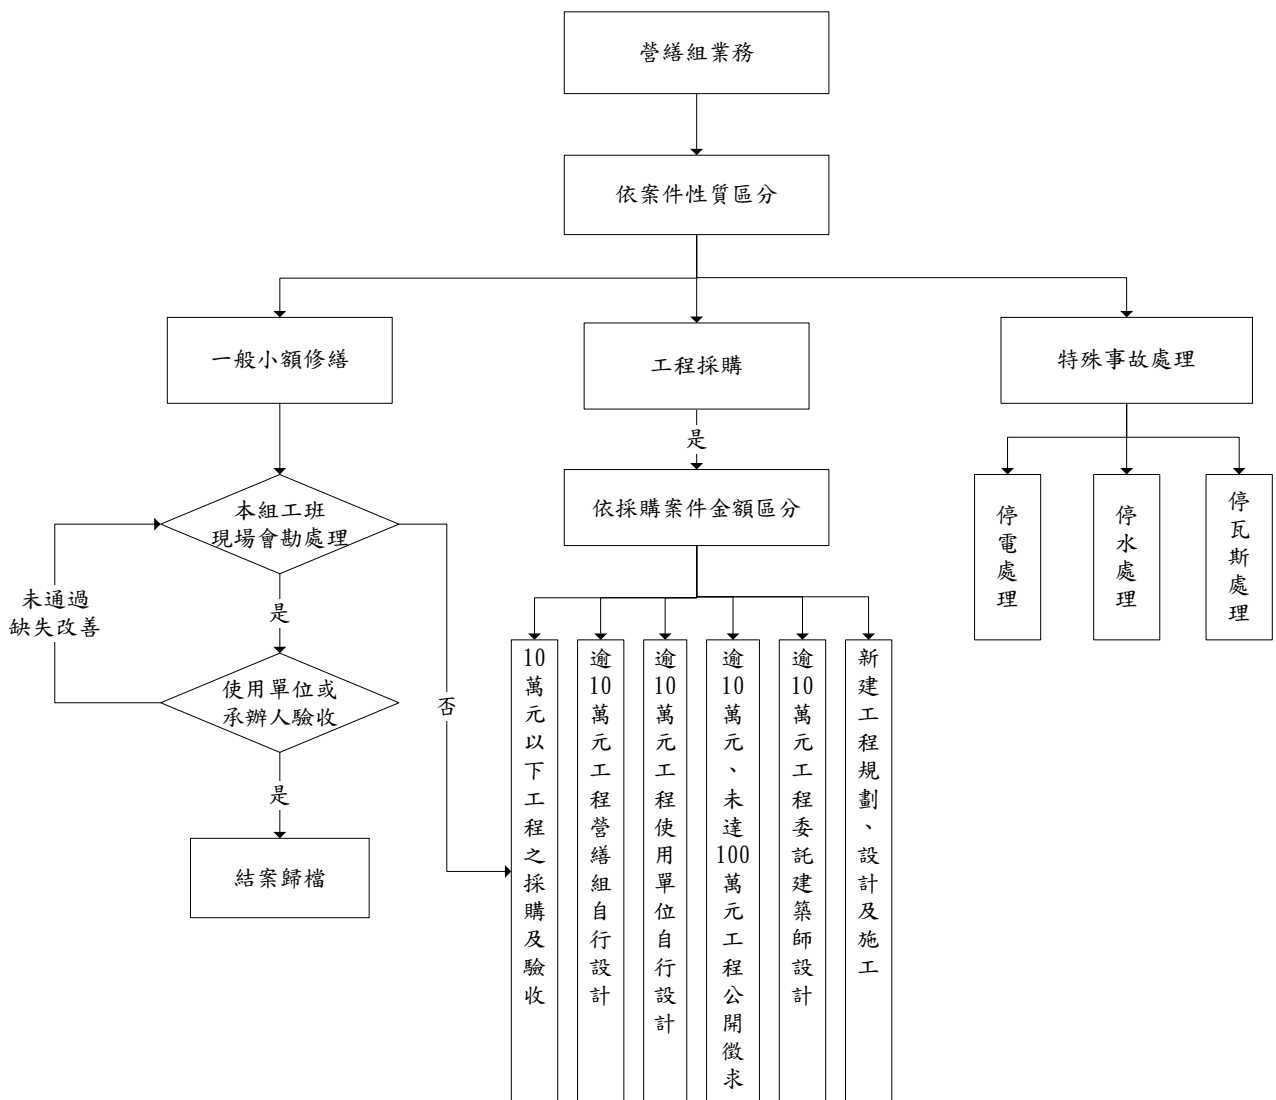 營繕組業務
依案件性質區分
一般小額修繕
工程採購
特殊事故處理
是
本組工班
現場會勘處理
依採購案件金額區分
停電處理
停水處理
停瓦斯處理
未通過
缺失改善
是
使用單位或
承辦人驗收
否
是
結案歸檔
10萬元以下工程之採購及驗收
逾10萬元工程營繕組自行設計
逾10萬元工程使用單位自行設計
逾10萬元、未達100萬元工程公開徵求
逾10萬元工程委託建築師設計
新建工程規劃、設計及施工